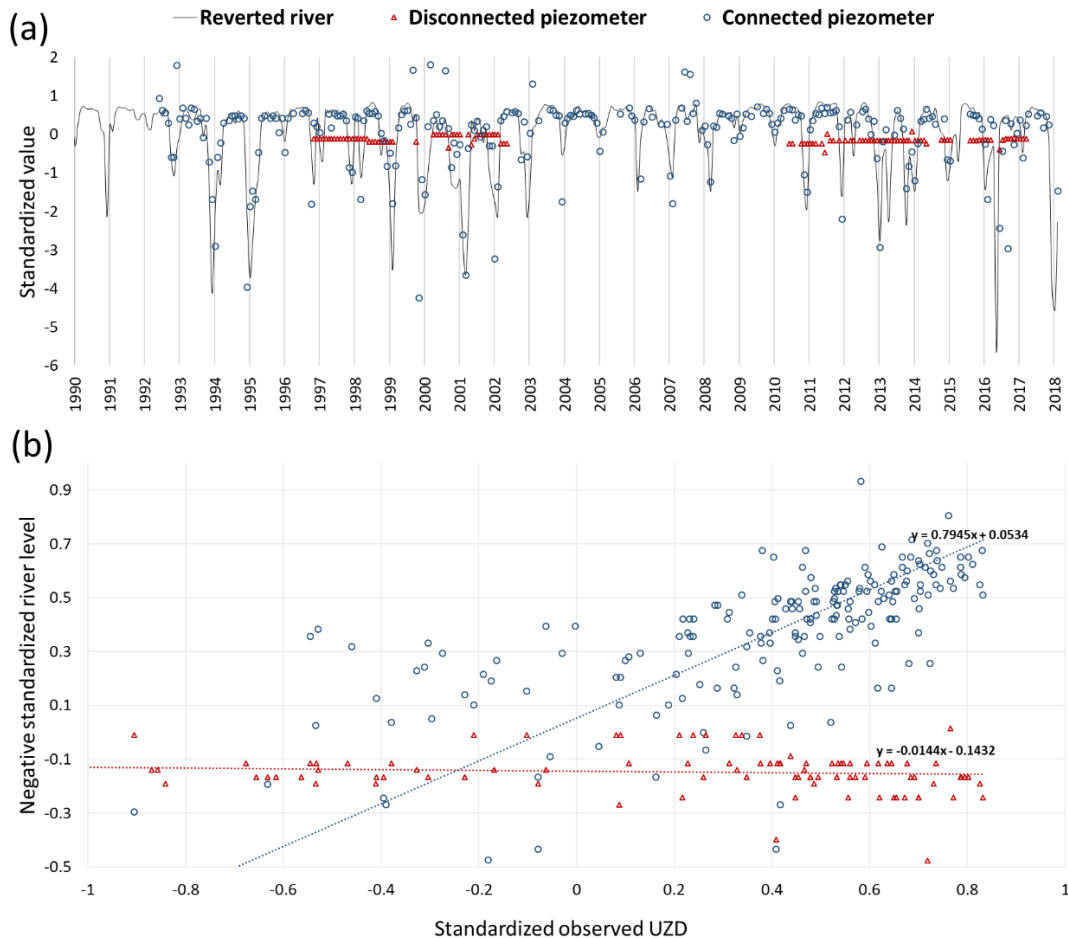 (a)
Reverted river Disconnected piezometer Connected piezometer
Standardized value
2
1
0
-1
-2
-3
-4
-5
-6
1990 1991 1992 1993 1994 1995 1996 1997 1998 1999 2000 2001 2002 2003 2004 2005 2006 2007 2008 2009 2010 2011 2012 2013 2014 2015 2016 2017 2018
(b)
Negative standardized river level
0.9
0.7
0.5
0.3
0.1
-0.1
-0.3
-0.5
y = 0.7945x + 0.0534
y = -0.0144x - 0.1432
-1 -0.8 -0.6 -0.4 -0.2 0 0.2 0.4 0.6 0.8 1
Standardized observed UZD